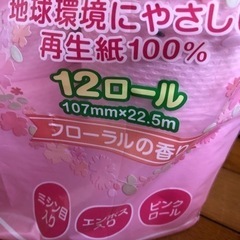 地球環境にやさしい
再生紙100%
12ロール
107mm×22.5m
フローラルの香り
ミシン目
入り
エンボス
入り
ピンク
ロール